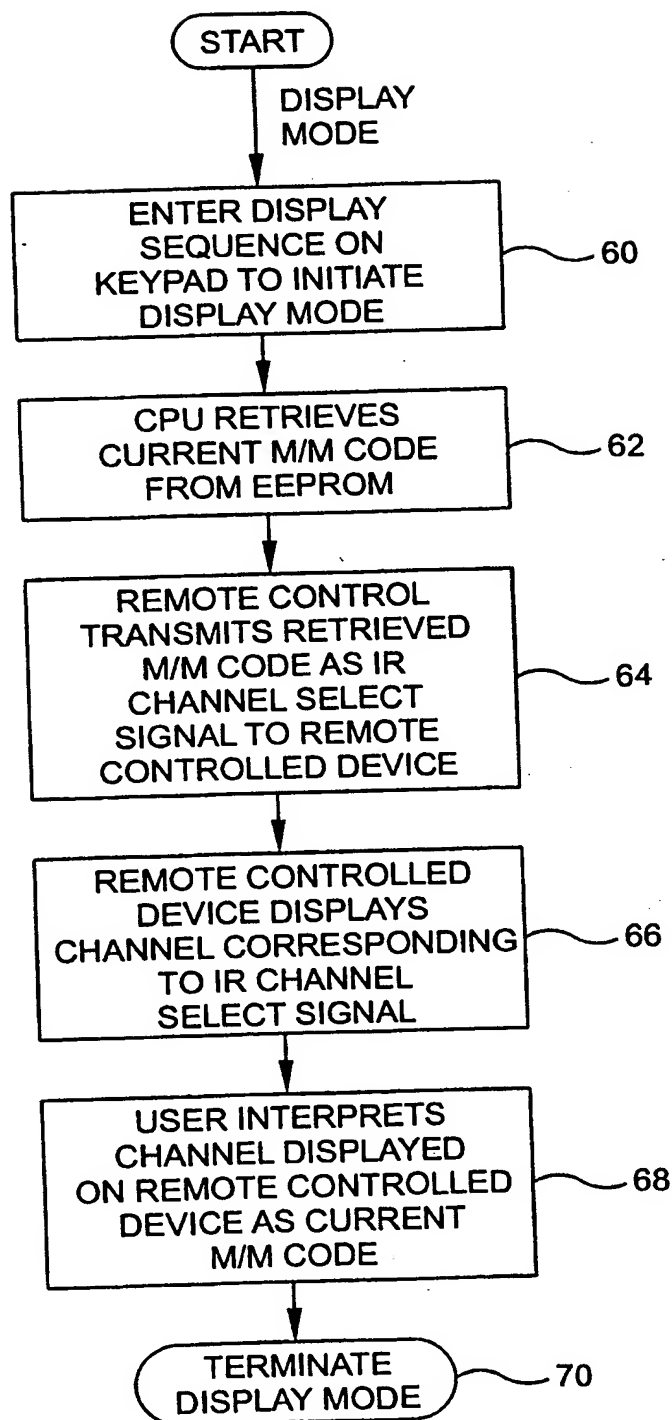 START
DISPLAY
MODE
ENTER DISPLAY
SEQUENCE ON
KEYPAD TO INITIATE
DISPLAY MODE
60
CPU RETRIEVES
CURRENT M/M CODE
FROM EEPROM
62
REMOTE CONTROL
TRANSMITS RETRIEVED
M/M CODE AS IR
CHANNEL SELECT
SIGNAL TO REMOTE
CONTROLLED DEVICE
64
REMOTE CONTROLLED
DEVICE DISPLAYS
CHANNEL CORRESPONDING
TO IR CHANNEL
SELECT SIGNAL
66
USER INTERPRETS
CHANNEL DISPLAYED
ON REMOTE CONTROLLED
DEVICE AS CURRENT
M/M CODE
68
TERMINATE
DISPLAY MODE
70